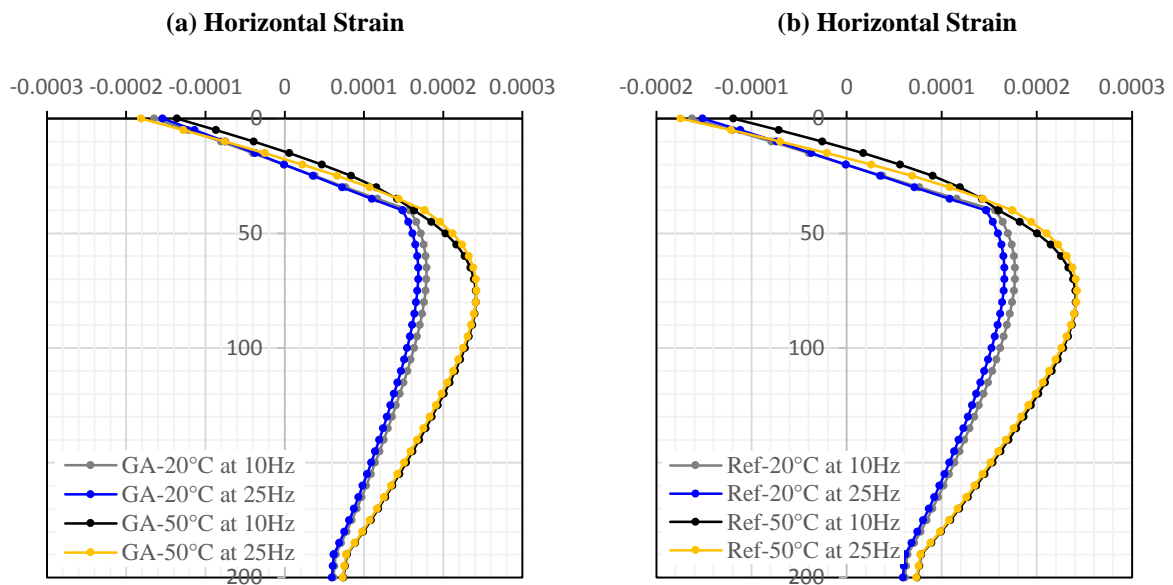 (a) Horizontal Strain
(b) Horizontal Strain
-0.0003 -0.0002 -0.0001 0 0.0001 0.0002 0.0003
-0.0002 -0.0001 0 0.0001 0.0002 0.0003
0
50
100
200
GA-20°C at 10Hz
GA-20°C at 25Hz
GA-50°C at 10Hz
GA-50°C at 25Hz
0
50
100
200
Ref-20°C at 10Hz
Ref-20°C at 25Hz
Ref-50°C at 10Hz
Ref-50°C at 25Hz